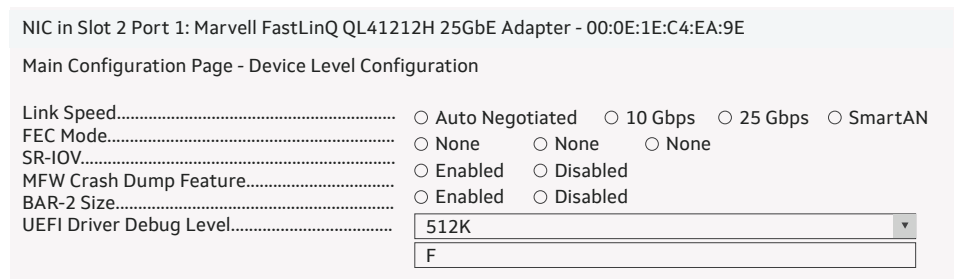 NIC in Slot 2 Port 1: Marvell FastLinQ QL41212H 25GbE Adapter - 00:0E:1E:C4:EA:9E
Main Configuration Page - Device Level Configuration
Link Speed.................................................................. ○ Auto Negotiated ○ 10 Gbps ○ 25 Gbps ○ SmartAN
FEC Mode.................................................................... ○ None ○ None ○ None
SR-IOV......................................................................... ○ Enabled ○ Disabled
MFW Crash Dump Feature.................................. ○ Enabled ○ Disabled
BAR-2 Size.................................................................. 512K
UEFI Driver Debug Level..................................... F